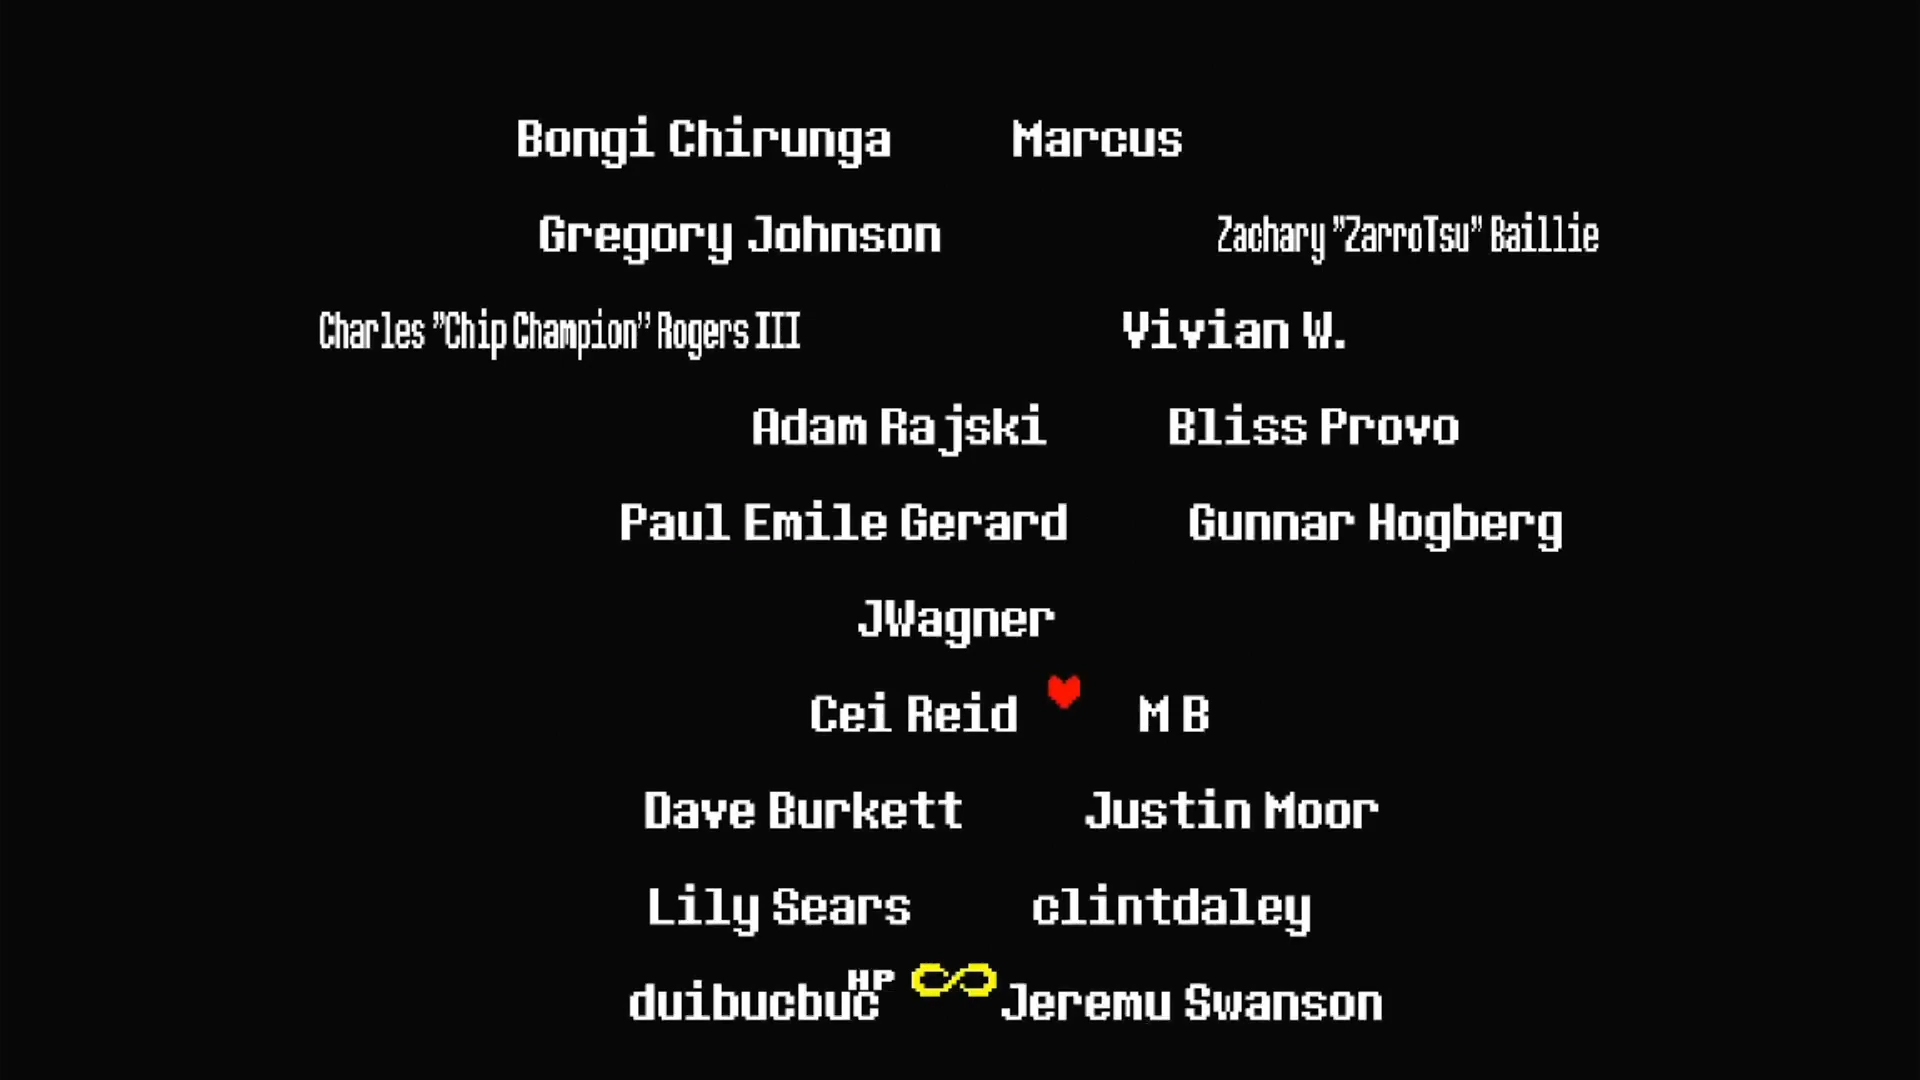 Bongi Chirunga Marcus
Gregory Johnson Zachary "ZarroTsu" Baillie
Charles "Chip Champion" Rogers III Vivian W.
Adam Rajski Bliss Provo
Paul Emile Gerard Gunnar Hogberg
JWagner
Cei Reid M B
Dave Burkett Justin Moor
Lily Sears clintdaley
HP
duibucbuc Jeremu Swanson